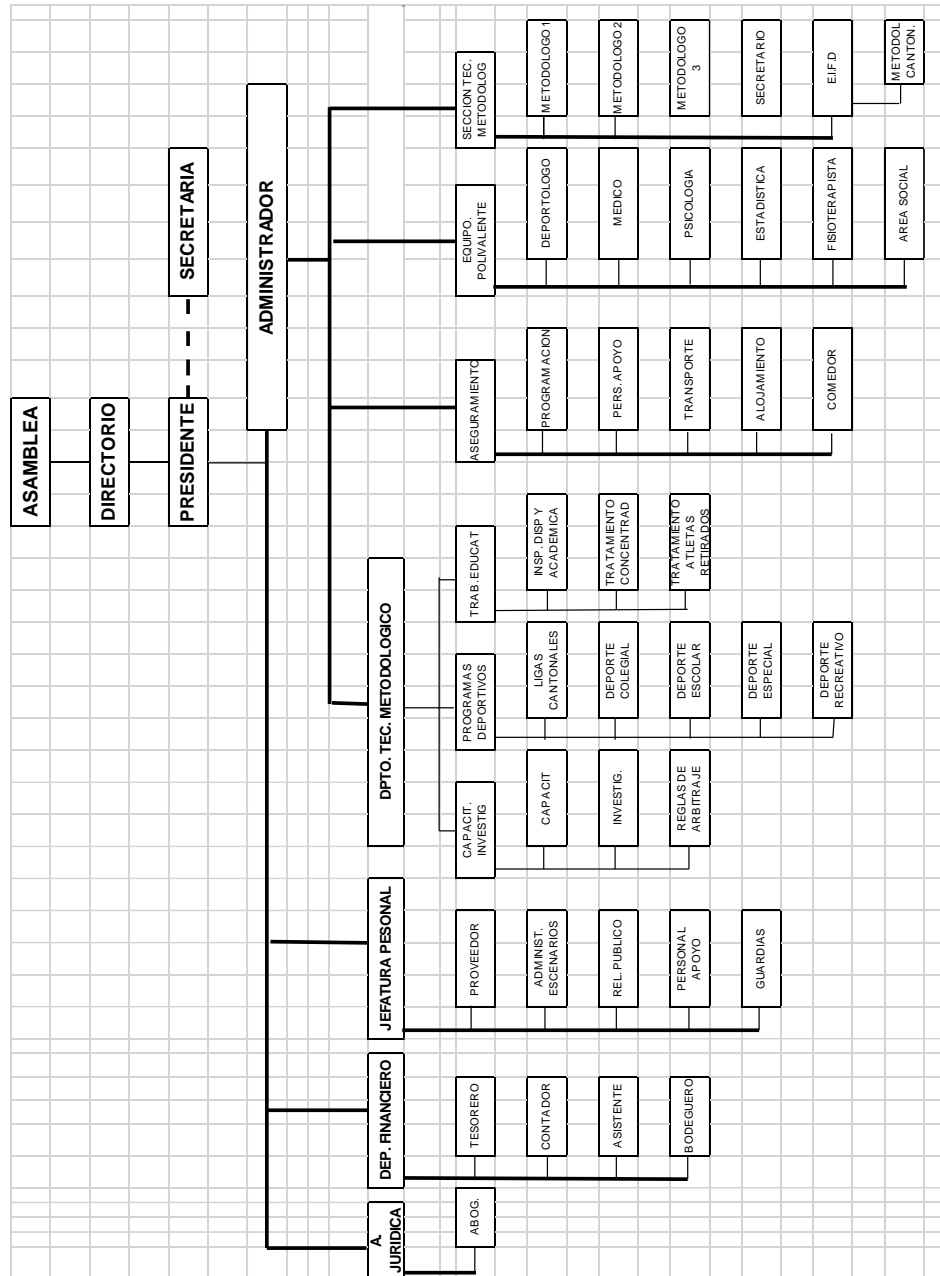 ASAMBLEA
DIRECTORIO
PRESIDENTE
SECRETARIA
ADMINISTRADOR
A.
JURIDICA
ABOG.
DEP. FINANCIERO
TESORERO
CONTADOR
ASISTENTE
BODEGUERO
JEFATURA PESONAL
PROVEEDOR
ADMINIST.
ESCENARIOS
REL. PUBLICO
PERSONAL
APOYO
GUARDIAS
DPTO. TEC. METODOLOGICO
CAPACIT.
INVESTIG
CAPACIT
INVESTIG.
REGLAS DE
ARBITRAJE
PROGRAMAS
DEPORTIVOS
LIGAS
CANTONALES
DEPORTE
COLEGIAL
DEPORTE
ESCOLAR
DEPORTE
ESPECIAL
DEPORTE
RECREATIVO
TRAB. EDUCAT
INSP. DISP Y
ACADEMICA
TRATAMIENTO
CONCENTRAD
TRATAMIENTO
ATLETAS
RETIRADOS
ASEGURAMIENTO
PROGRAMACION
PERS. APOYO
TRANSPORTE
ALOJAMIENTO
COMEDOR
EQUIPO.
POLIVALENTE
DEPORTOLOGO
MEDICO
PSICOLOGIA
ESTADISTICA
FISIOTERAPISTA
AREA SOCIAL
SECCION TEC.
METODOLOG
METODOLOGO 1
METODOLOGO 2
METODOLOGO
3
SECRETARIO
E.I.F.D
METODOL
CANTON.